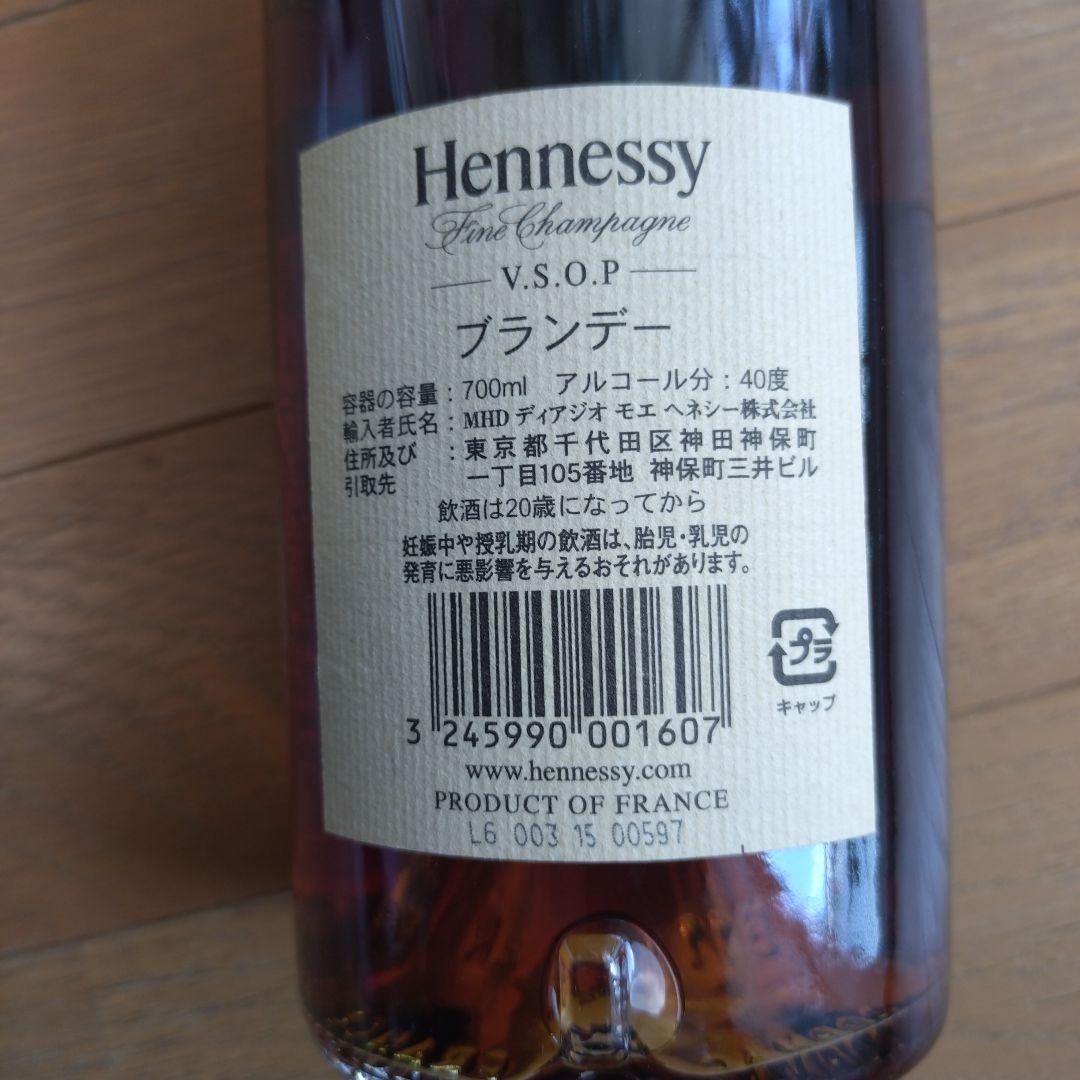 Hennessy
Fine Champagne
V.S.O.P
ブランデー
容器の容量：700ml アルコール分：40度
輸入者氏名：MHD ディアジオ モエ ヘネシー株式会社
住所及び：東京都千代田区神田神保町
引取先 一丁目105番地 神保町三井ビル
飲酒は20歳になってから
妊娠中や授乳期の飲酒は、胎児・乳児の
発育に悪影響を与えるおそれがあります。
プラ
キャップ
3 245990 001607
www.hennessy.com
PRODUCT OF FRANCE
L6 003 15 00597